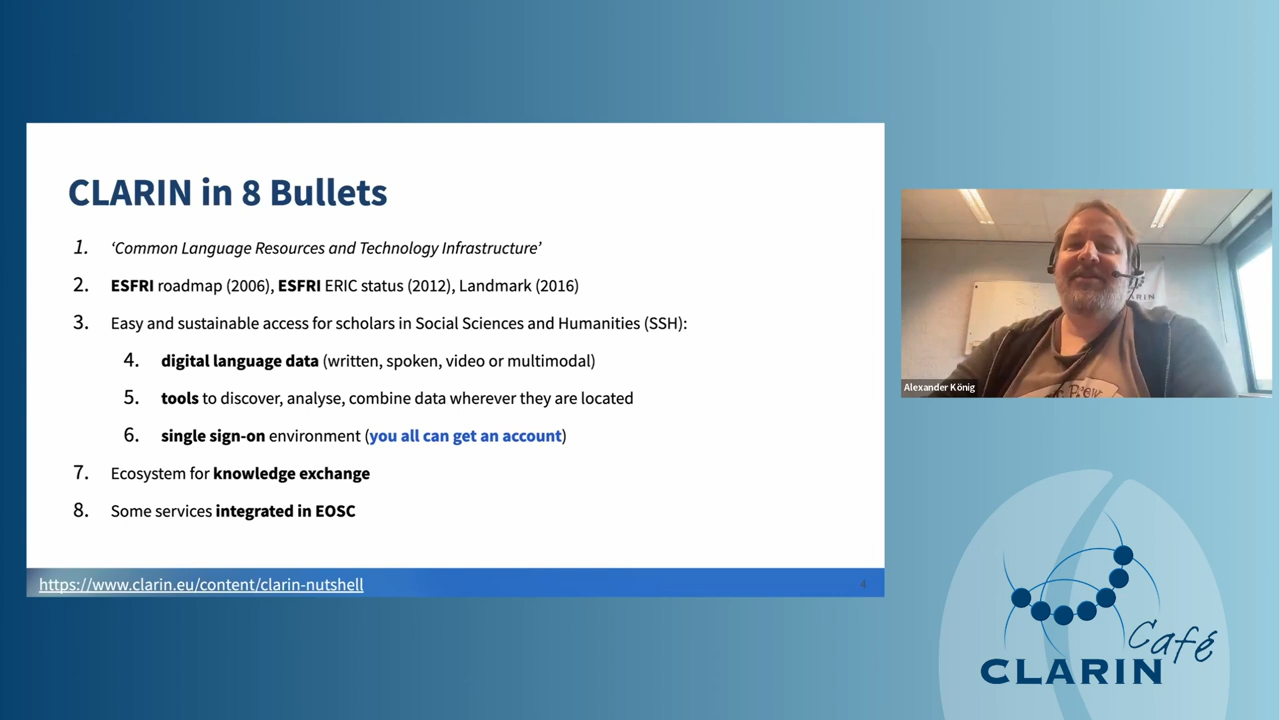 CLARIN in 8 Bullets
1. ‘Common Language Resources and Technology Infrastructure’
2. ESFRI roadmap (2006), ESFRI ERIC status (2012), Landmark (2016)
3. Easy and sustainable access for scholars in Social Sciences and Humanities (SSH):
4. digital language data (written, spoken, video or multimodal)
5. tools to discover, analyse, combine data wherever they are located
6. single sign-on environment (you all can get an account)
7. Ecosystem for knowledge exchange
8. Some services integrated in EOSC
https://www.clarin.eu/content/clarin-nutshell
4
Alexander König
Café
CLARIN